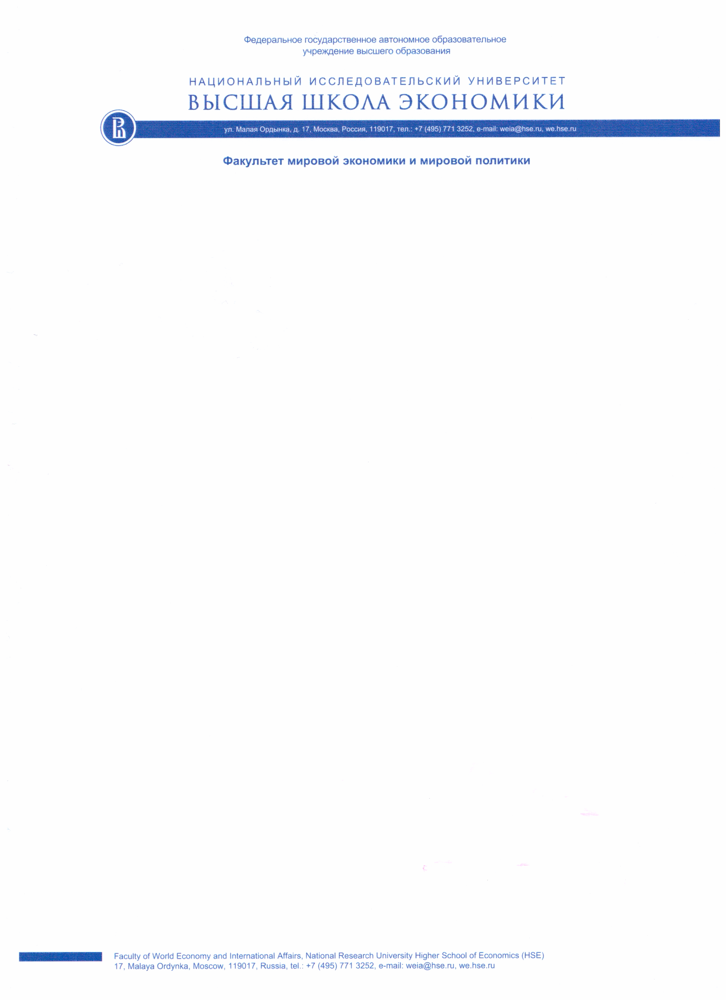 Федеральное государственное автономное образовательное
учреждение высшего образования
НАЦИОНАЛЬНЫЙ ИССЛЕДОВАТЕЛЬСКИЙ УНИВЕРСИТЕТ
ВЫСШАЯ ШКОЛА ЭКОНОМИКИ
ул. Малая Ордынка, д. 17, Москва, Россия, 119017, тел.: +7 (495) 771 3252, e-mail: weia@hse.ru, we.hse.ru
Факультет мировой экономики и мировой политики
Faculty of World Economy and International Affairs, National Research University Higher School of Economics (HSE)
17, Malaya Ordynka, Moscow, 119017, Russia, tel.: +7 (495) 771 3252, e-mail: weia@hse.ru, we.hse.ru